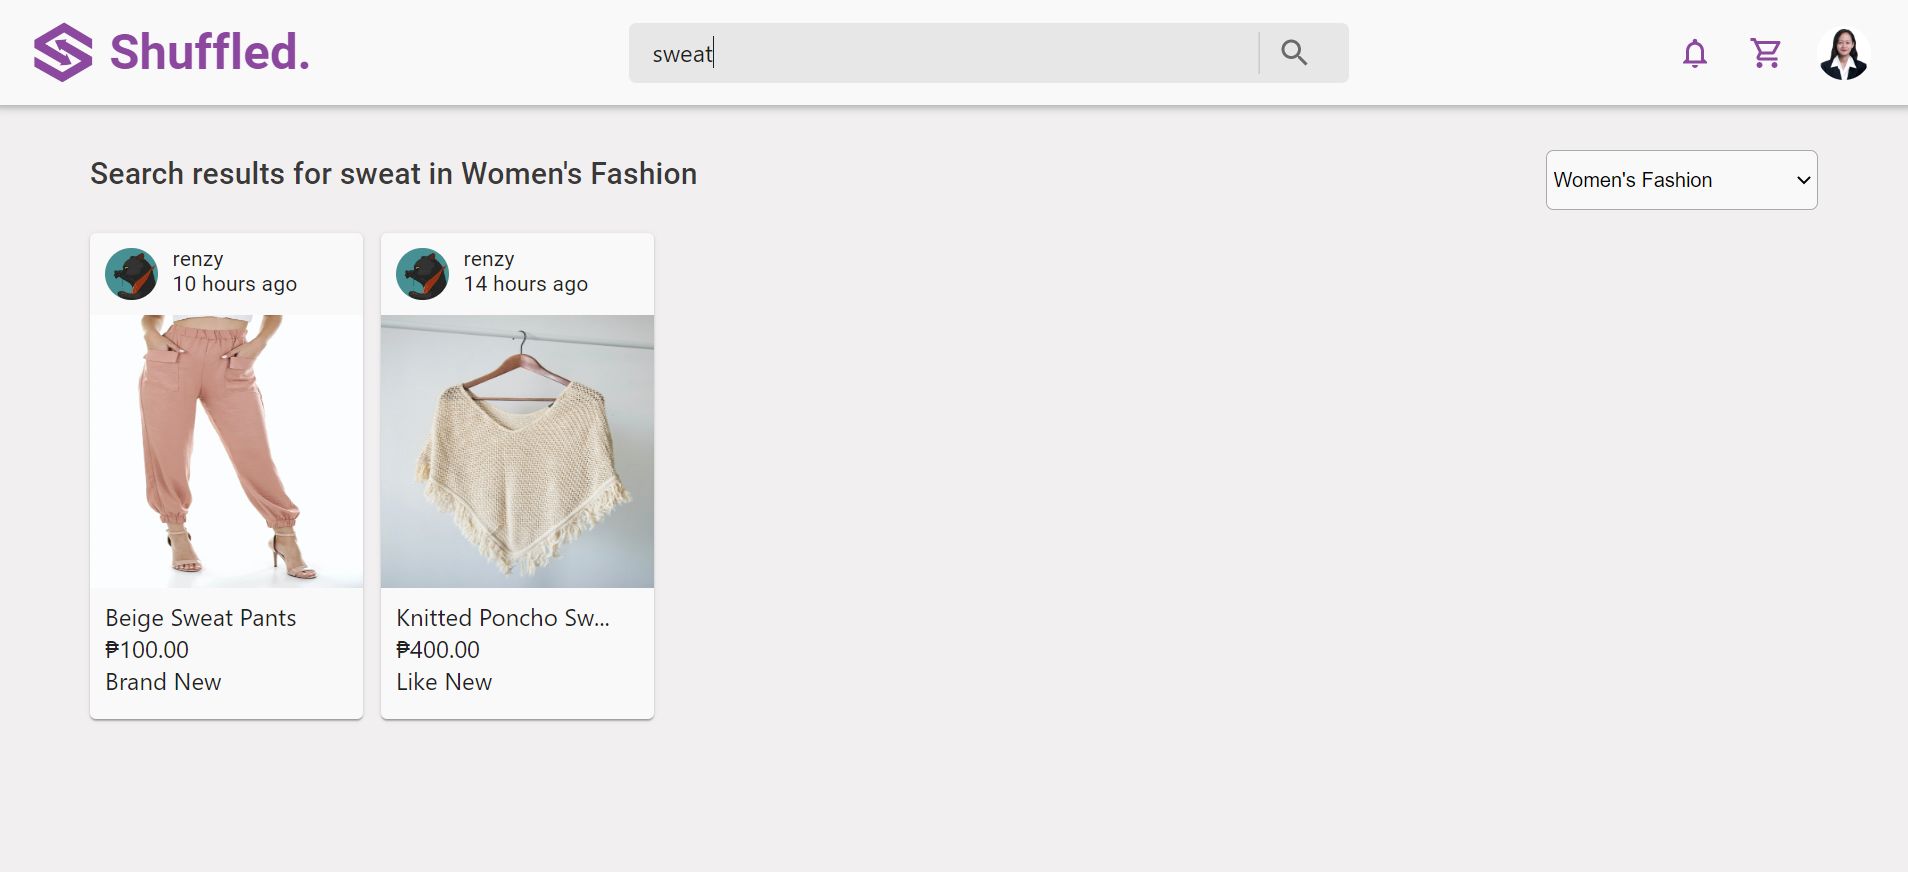 Shuffled.
sweat
Search results for sweat in Women's Fashion
Women's Fashion
renzy
10 hours ago
Beige Sweat Pants
₱100.00
Brand New
renzy
14 hours ago
Knitted Poncho Sw...
₱400.00
Like New